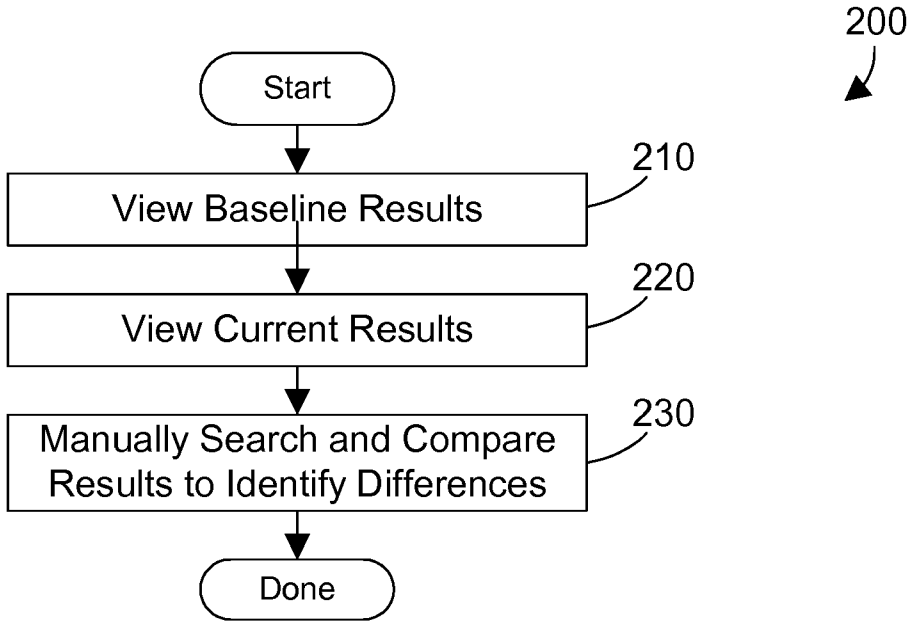 200
Start
210
View Baseline Results
220
View Current Results
230
Manually Search and Compare
Results to Identify Differences
Done